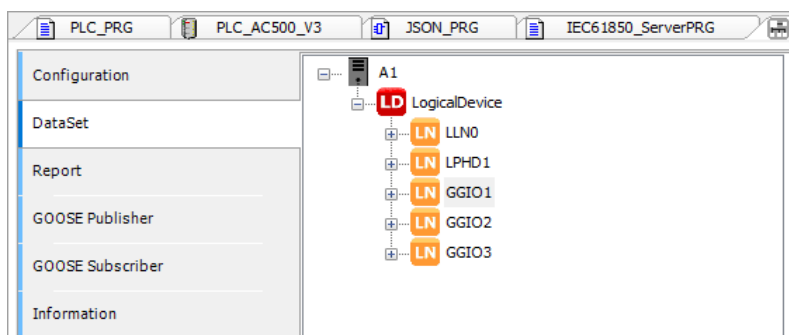 PLC_PRG PLC_AC500_V3 JSON_PRG IEC61850_ServerPRG
Configuration
DataSet
Report
GOOSE Publisher
GOOSE Subscriber
Information
A1
LD LogicalDevice
LN LLN0
LN LPHD1
LN GGIO1
LN GGIO2
LN GGIO3